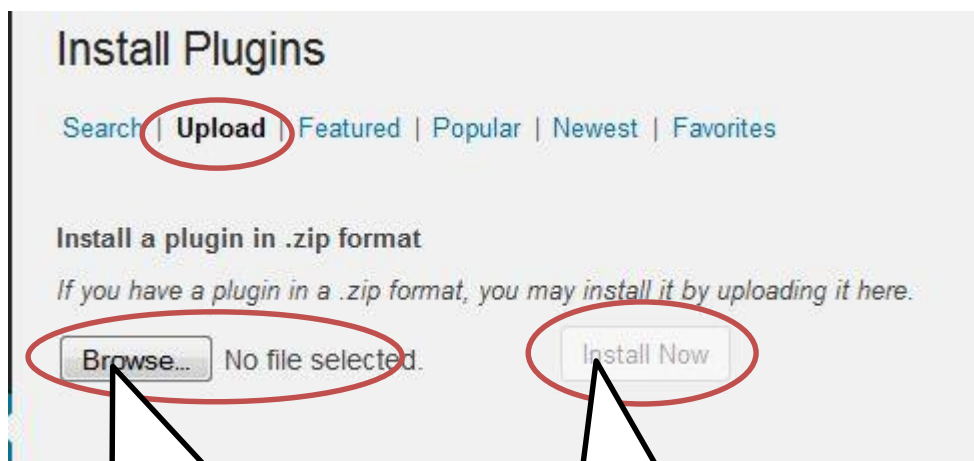 Install Plugins
Search | Upload | Featured | Popular | Newest | Favorites
Install a plugin in .zip format
If you have a plugin in a .zip format, you may install it by uploading it here.
Browse... No file selected. Install Now